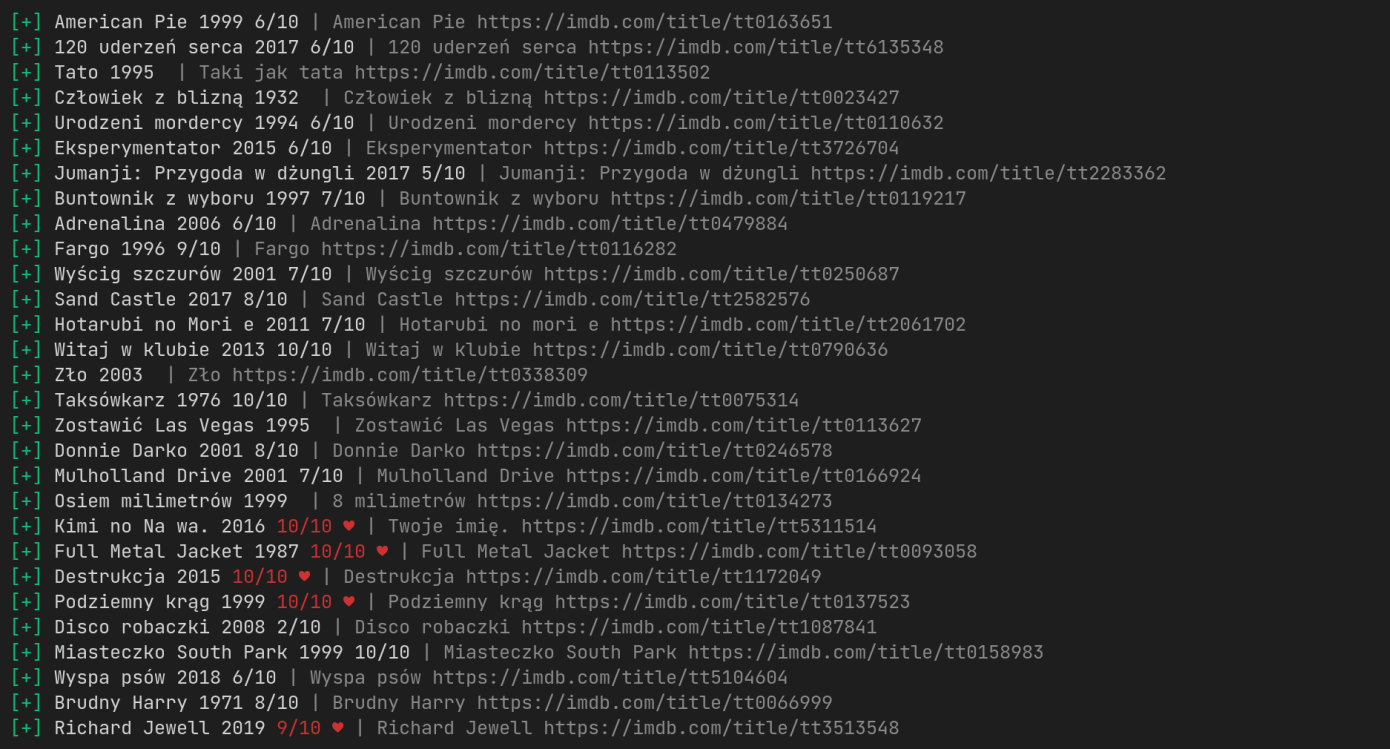 [+] American Pie 1999 6/10 | American Pie https://imdb.com/title/tt0163651
[+] 120 uderzeń serca 2017 6/10 | 120 uderzeń serca https://imdb.com/title/tt6135348
[+] Tato 1995  | Taki jak tata https://imdb.com/title/tt0113502
[+] Człowiek z blizną 1932  | Człowiek z blizną https://imdb.com/title/tt0023427
[+] Urodzeni mordercy 1994 6/10 | Urodzeni mordercy https://imdb.com/title/tt0110632
[+] Eksperymentator 2015 6/10 | Eksperymentator https://imdb.com/title/tt3726704
[+] Jumanji: Przygoda w dżungli 2017 5/10 | Jumanji: Przygoda w dżungli https://imdb.com/title/tt2283362
[+] Buntownik z wyboru 1997 7/10 | Buntownik z wyboru https://imdb.com/title/tt0119217
[+] Adrenalina 2006 6/10 | Adrenalina https://imdb.com/title/tt0479884
[+] Fargo 1996 9/10 | Fargo https://imdb.com/title/tt0116282
[+] Wyścig szczurów 2001 7/10 | Wyścig szczurów https://imdb.com/title/tt0250687
[+] Sand Castle 2017 8/10 | Sand Castle https://imdb.com/title/tt2582576
[+] Hotarubi no Mori e 2011 7/10 | Hotarubi no mori e https://imdb.com/title/tt2061702
[+] Witaj w klubie 2013 10/10 | Witaj w klubie https://imdb.com/title/tt0790636
[+] Zło 2003  | Zło https://imdb.com/title/tt0338309
[+] Taksówkarz 1976 10/10 | Taksówkarz https://imdb.com/title/tt0075314
[+] Zostawić Las Vegas 1995  | Zostawić Las Vegas https://imdb.com/title/tt0113627
[+] Donnie Darko 2001 8/10 | Donnie Darko https://imdb.com/title/tt0246578
[+] Mulholland Drive 2001 7/10 | Mulholland Drive https://imdb.com/title/tt0166924
[+] Osiem milimetrów 1999  | 8 milimetrów https://imdb.com/title/tt0134273
[+] Kimi no Na wa. 2016 10/10 ♥ | Twoje imię. https://imdb.com/title/tt5311514
[+] Full Metal Jacket 1987 10/10 ♥ | Full Metal Jacket https://imdb.com/title/tt0093058
[+] Destrukcja 2015 10/10 ♥ | Destrukcja https://imdb.com/title/tt1172049
[+] Podziemny krąg 1999 10/10 ♥ | Podziemny krąg https://imdb.com/title/tt0137523
[+] Disco robaczki 2008 2/10 | Disco robaczki https://imdb.com/title/tt1087841
[+] Miasteczko South Park 1999 10/10 | Miasteczko South Park https://imdb.com/title/tt0158983
[+] Wyspa psów 2018 6/10 | Wyspa psów https://imdb.com/title/tt5104604
[+] Brudny Harry 1971 8/10 | Brudny Harry https://imdb.com/title/tt0066999
[+] Richard Jewell 2019 9/10 ♥ | Richard Jewell https://imdb.com/title/tt3513548